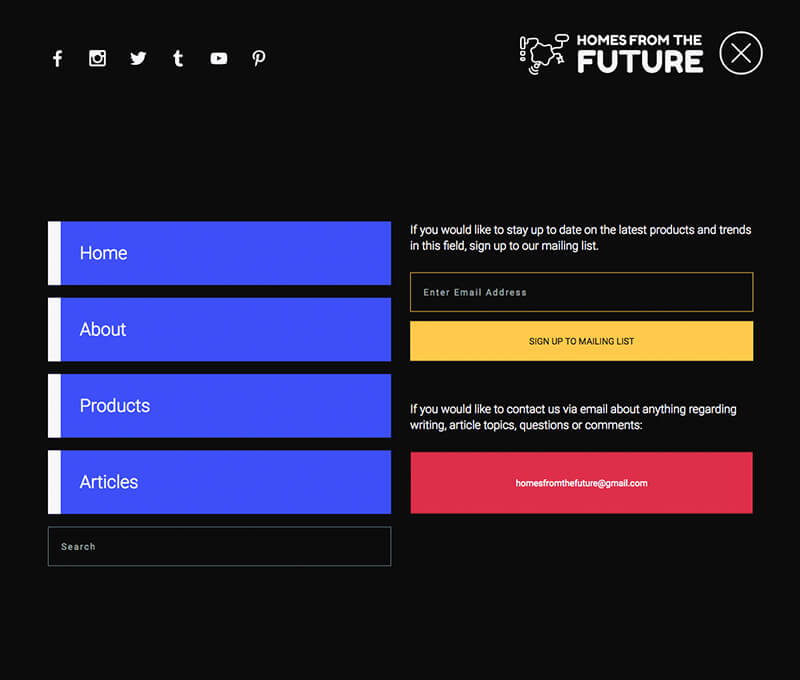 HOMES FROM THE
FUTURE
Home
About
Products
Articles
Search
If you would like to stay up to date on the latest products and trends
in this field, sign up to our mailing list.
Enter Email Address
SIGN UP TO MAILING LIST
If you would like to contact us via email about anything regarding
writing, article topics, questions or comments:
homesfromthefuture@gmail.com